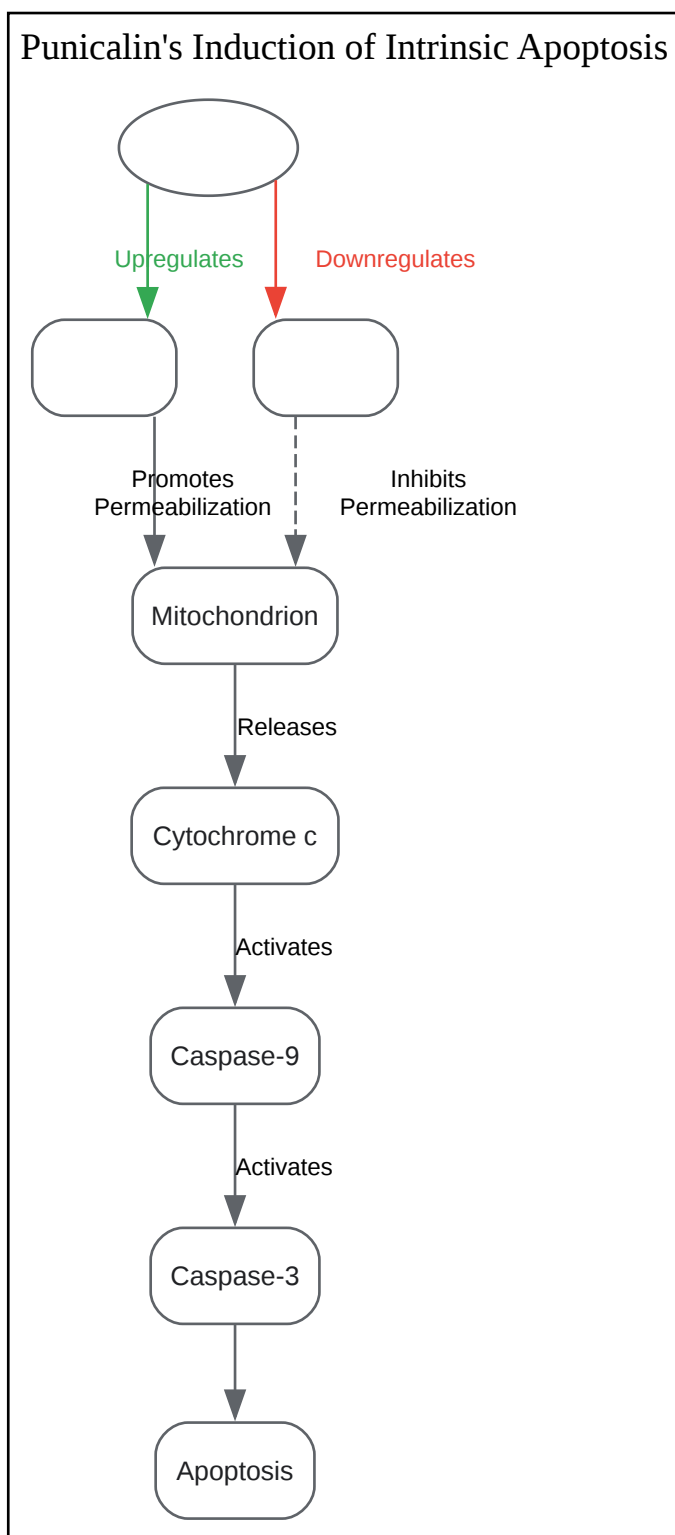 Punicalin's Induction of Intrinsic Apoptosis
Upregulates
Downregulates
Promotes
Permeabilization
Inhibits
Permeabilization
Mitochondrion
Releases
Cytochrome c
Activates
Caspase-9
Activates
Caspase-3
Apoptosis